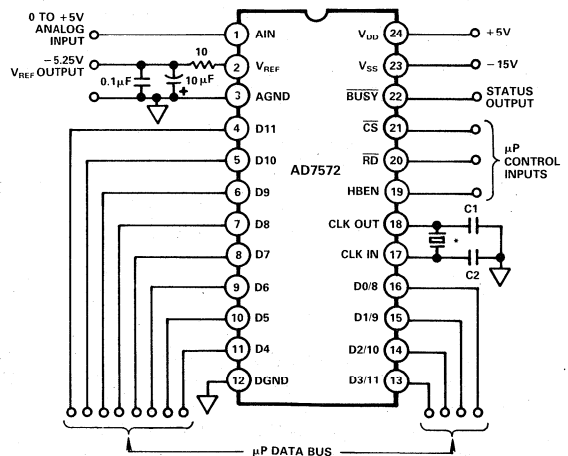 0 TO +5V
ANALOG
INPUT
1 AIN
−5.25V
VREF OUTPUT
10
2 VREF
0.1µF
10 µF
+
3 AGND
4 D11
5 D10
6 D9
7 D8
8 D7
9 D6
10 D5
11 D4
12 DGND
AD7572
VDD 24
+5V
VSS 23
−15V
BUSY 22
STATUS
OUTPUT
CS 21
RD 20
HBEN 19
µP
CONTROL
INPUTS
CLK OUT 18
C1
*
CLK IN 17
C2
D0/8 16
D1/9 15
D2/10 14
D3/11 13
µP DATA BUS